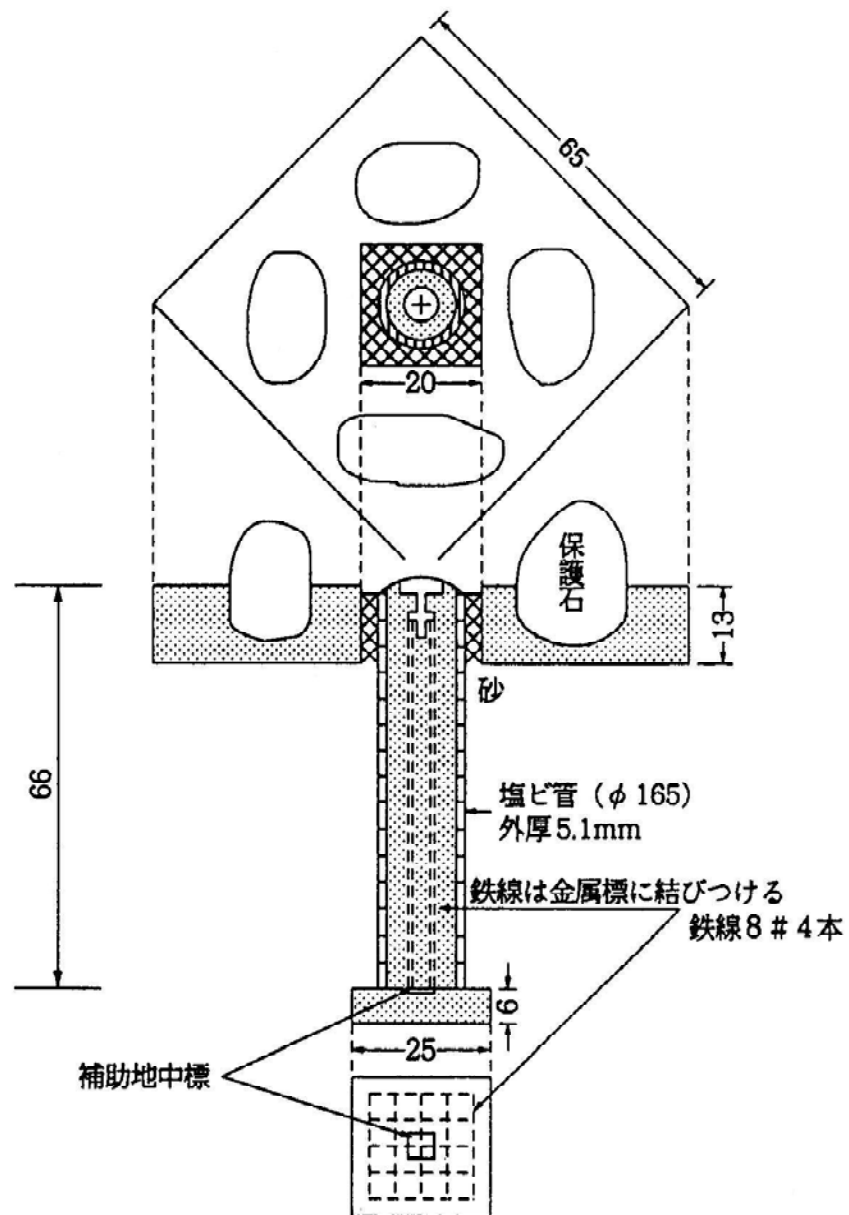 65
20
保護石
13
砂
66
塩ビ管（φ165）
外厚5.1mm
鉄線は金属標に結びつける
鉄線8＃4本
6
25
補助地中標